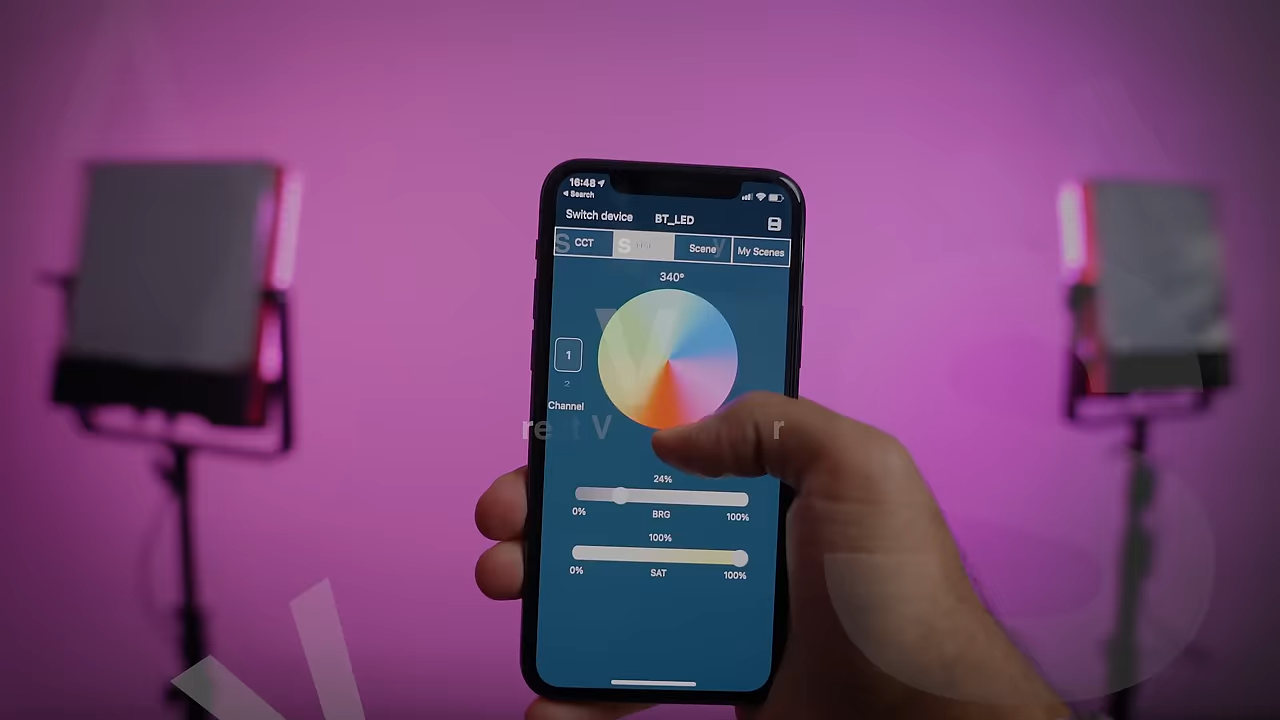 16:48
Search
Switch device BT_LED
CCT Scene My Scenes
340°
1
2
Channel
24%
0% BRG 100%
100%
0% SAT 100%